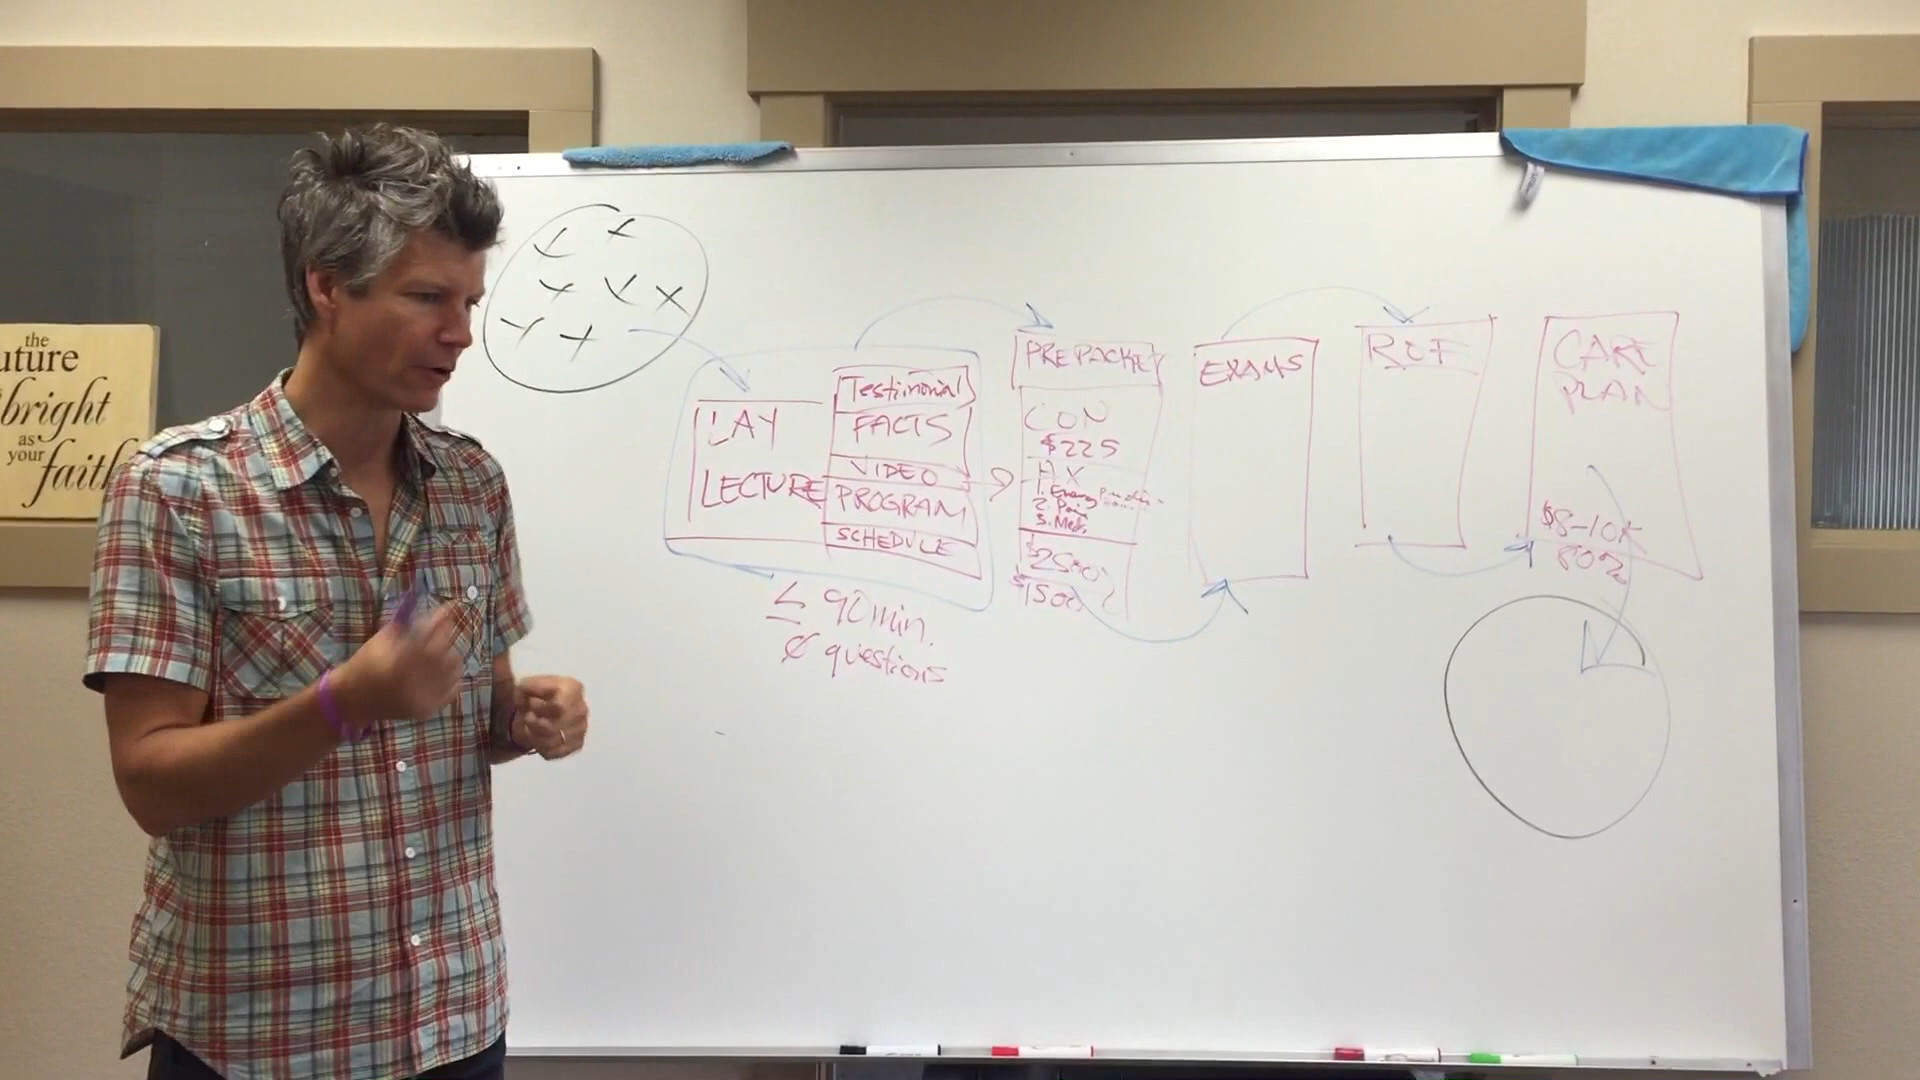 the
uture
bright
as
your
faith
LAY
LECTURE
Testimonial
FACTS
VIDEO
PROGRAM
SCHEDULE
≤ 90 min.
Ø questions
PREPACKET
CON
$225
HX
1. Energy
2. Pain
3. Meds
$2500
$1500
EXAMS
ROF
CARE
PLAN
$8-10K
80%